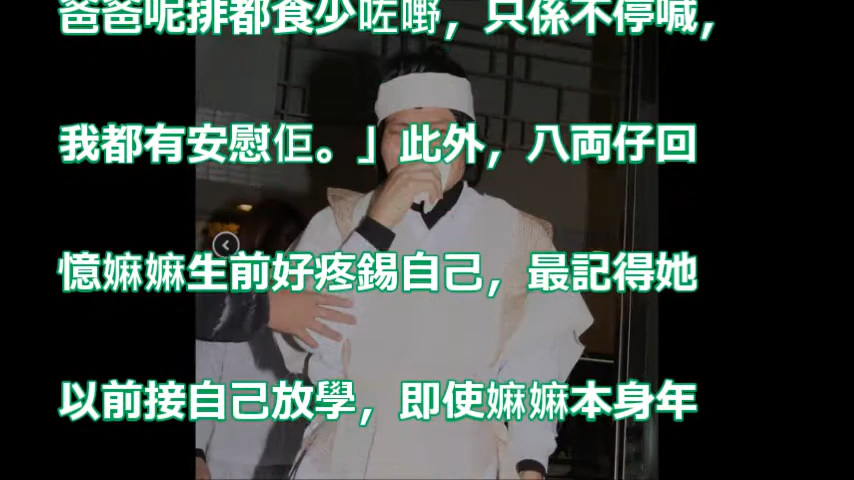 爸爸呢排都食少咗嘢，只係不停喊，
我都有安慰佢。」此外，八両仔回
憶嫲嫲生前好疼錫自己，最記得她
以前接自己放學，即使嫲嫲本身年